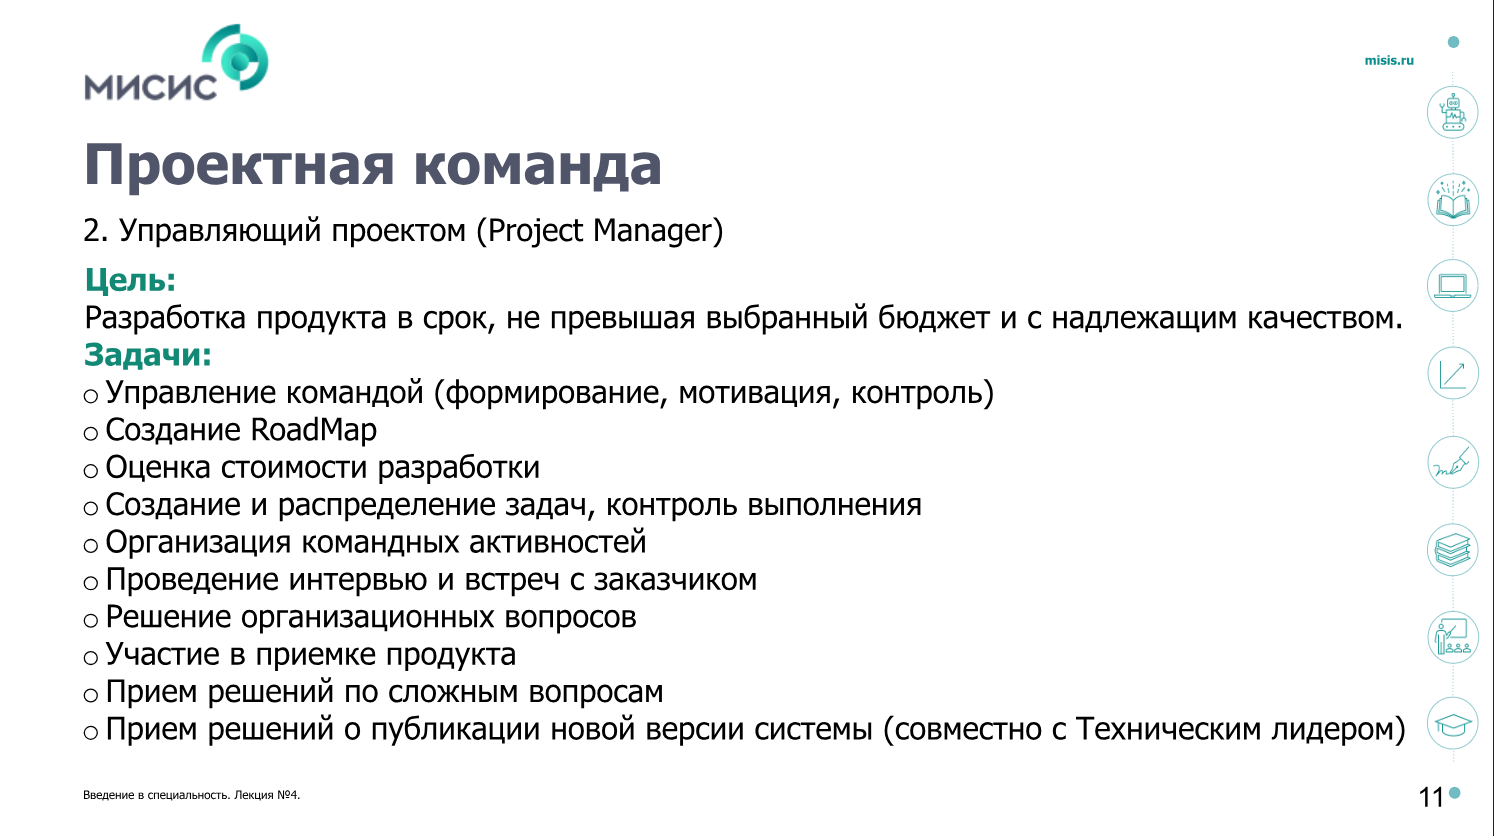 МИСИС
misis.ru
Проектная команда
2. Управляющий проектом (Project Manager)
Цель:
Разработка продукта в срок, не превышая выбранный бюджет и с надлежащим качеством.
Задачи:
o Управление командой (формирование, мотивация, контроль)
o Создание RoadMap
o Оценка стоимости разработки
o Создание и распределение задач, контроль выполнения
o Организация командных активностей
o Проведение интервью и встреч с заказчиком
o Решение организационных вопросов
o Участие в приемке продукта
o Прием решений по сложным вопросам
o Прием решений о публикации новой версии системы (совместно с Техническим лидером)
Введение в специальность. Лекция №4.
11